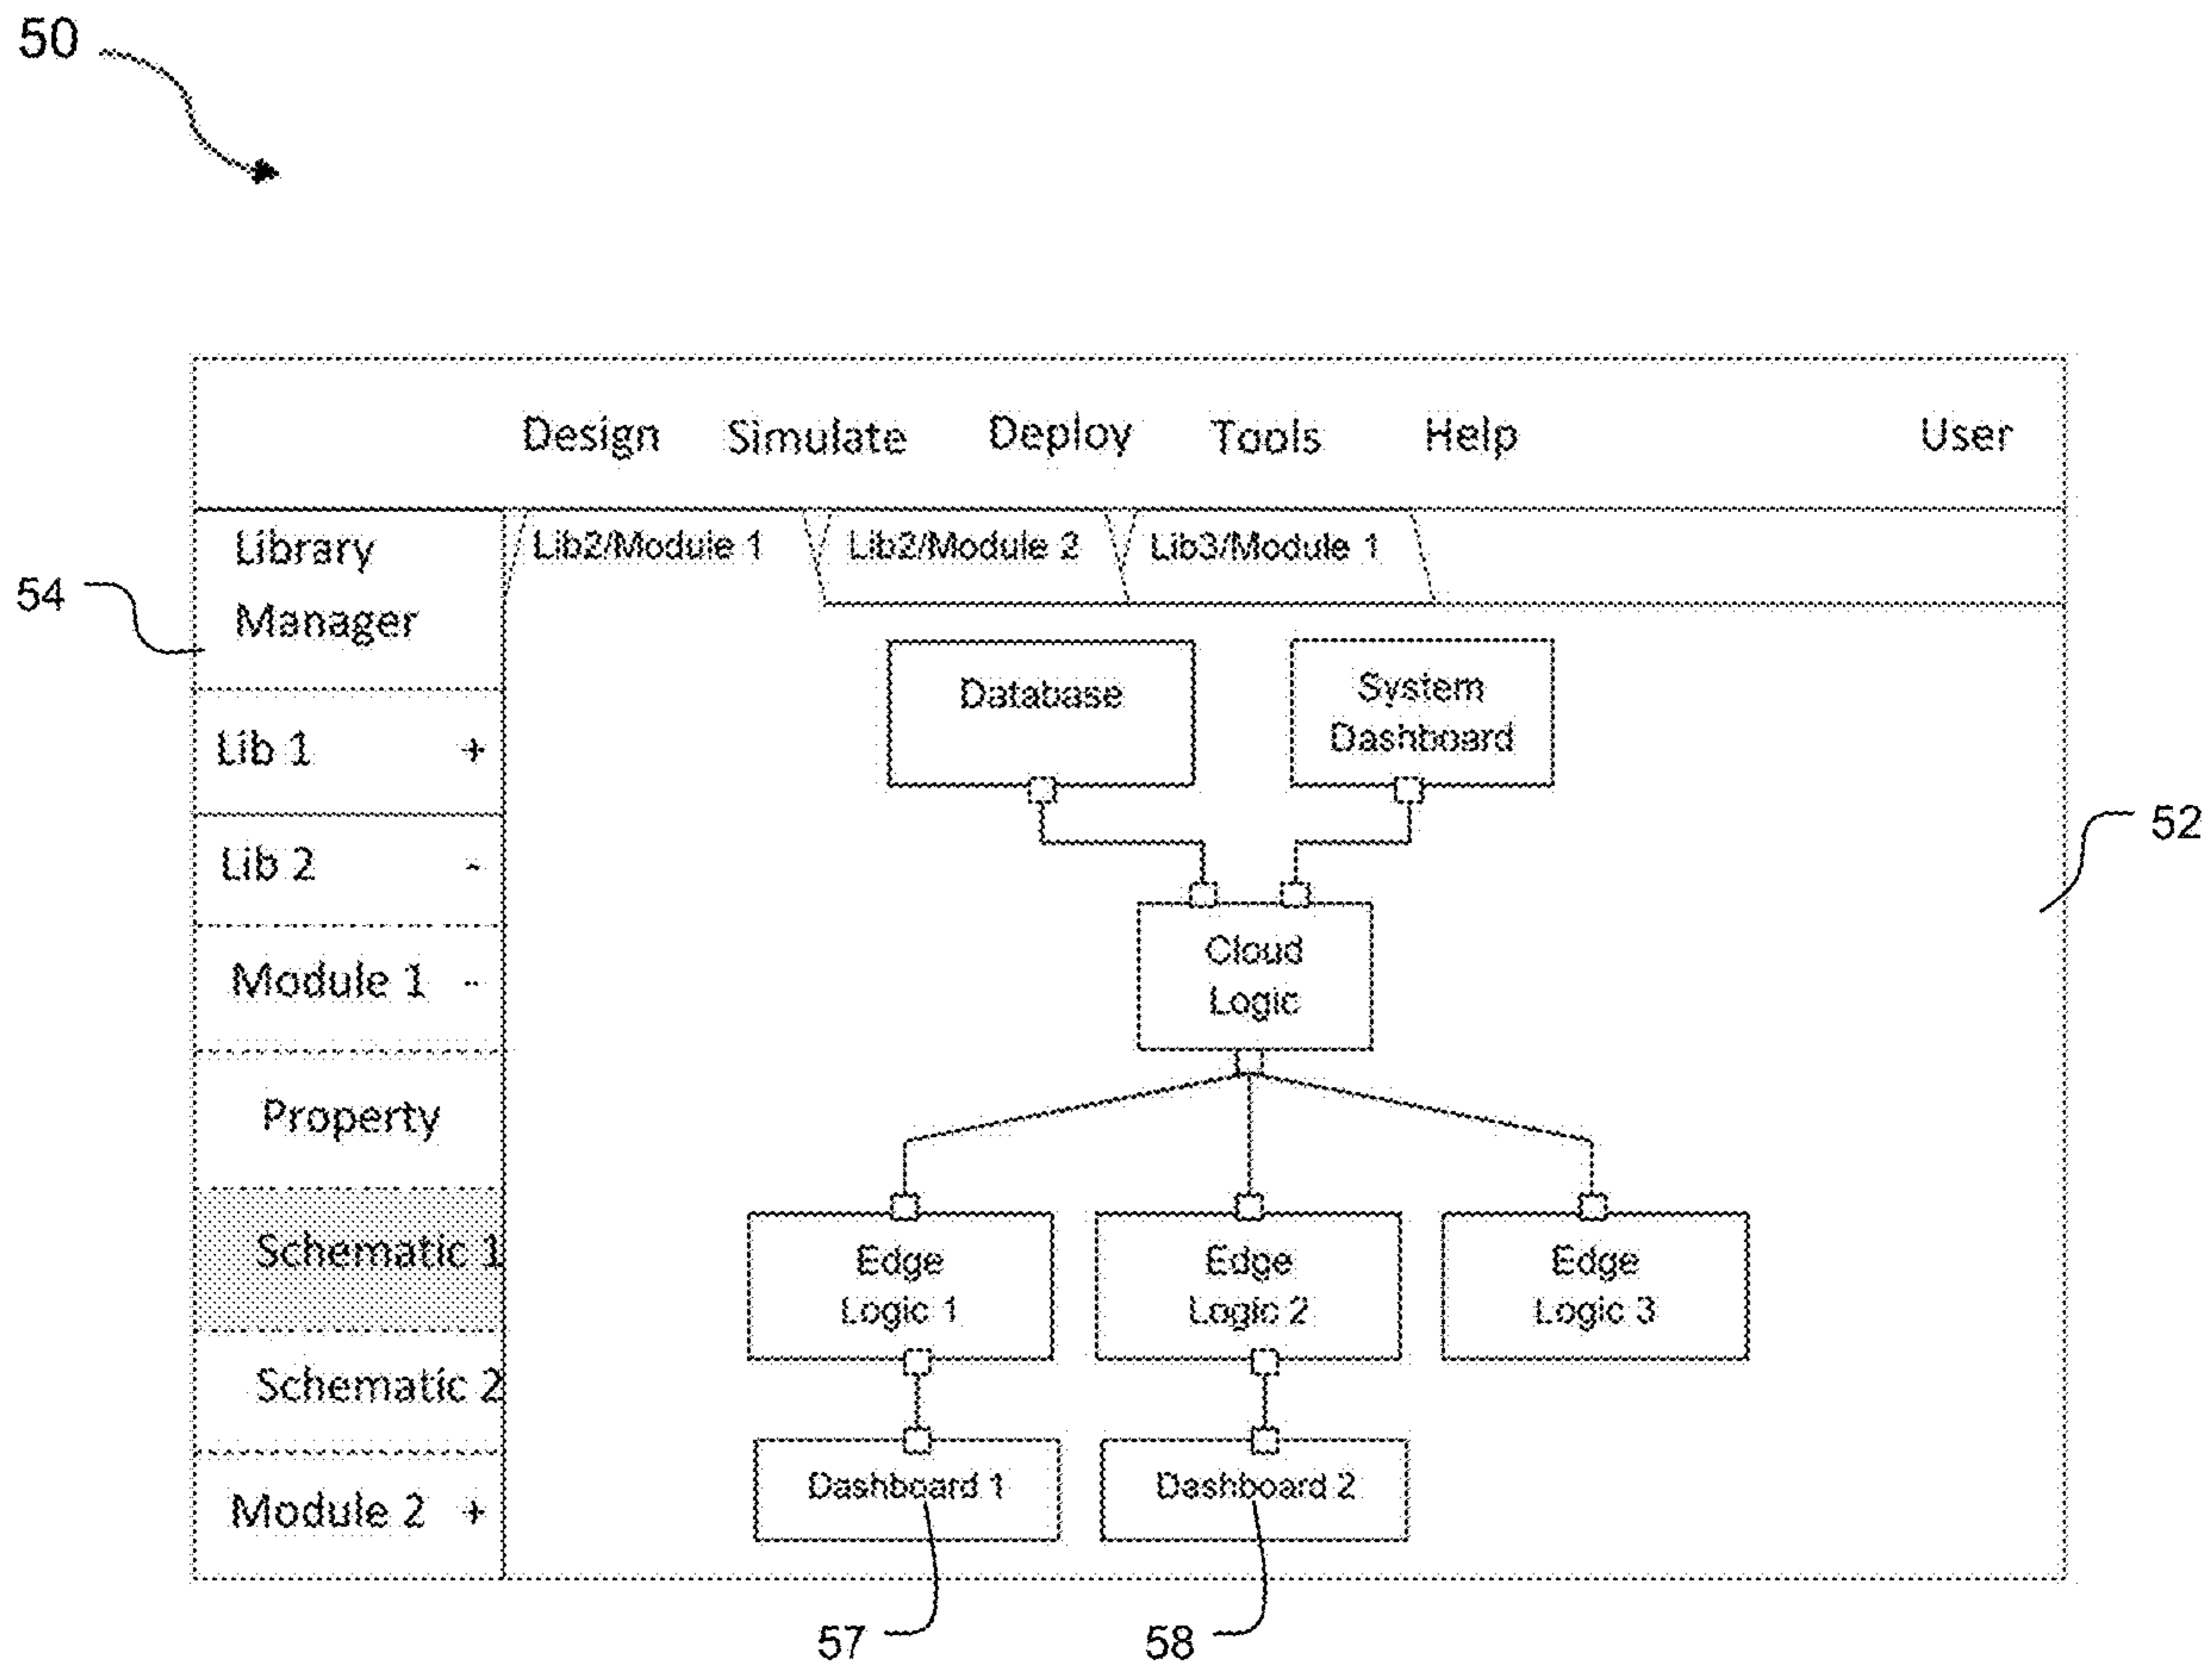 50
Design Simulate Deploy Tools Help User
Library
Manager
Lib2/Module 1 Lib2/Module 2 Lib3/Module 1
54
Lib 1 +
Lib 2 -
Module 1 -
Property
Schematic 1
Schematic 2
Module 2 +
Database
System
Dashboard
52
Cloud
Logic
Edge
Logic 1
Edge
Logic 2
Edge
Logic 3
Dashboard 1
Dashboard 2
57
58